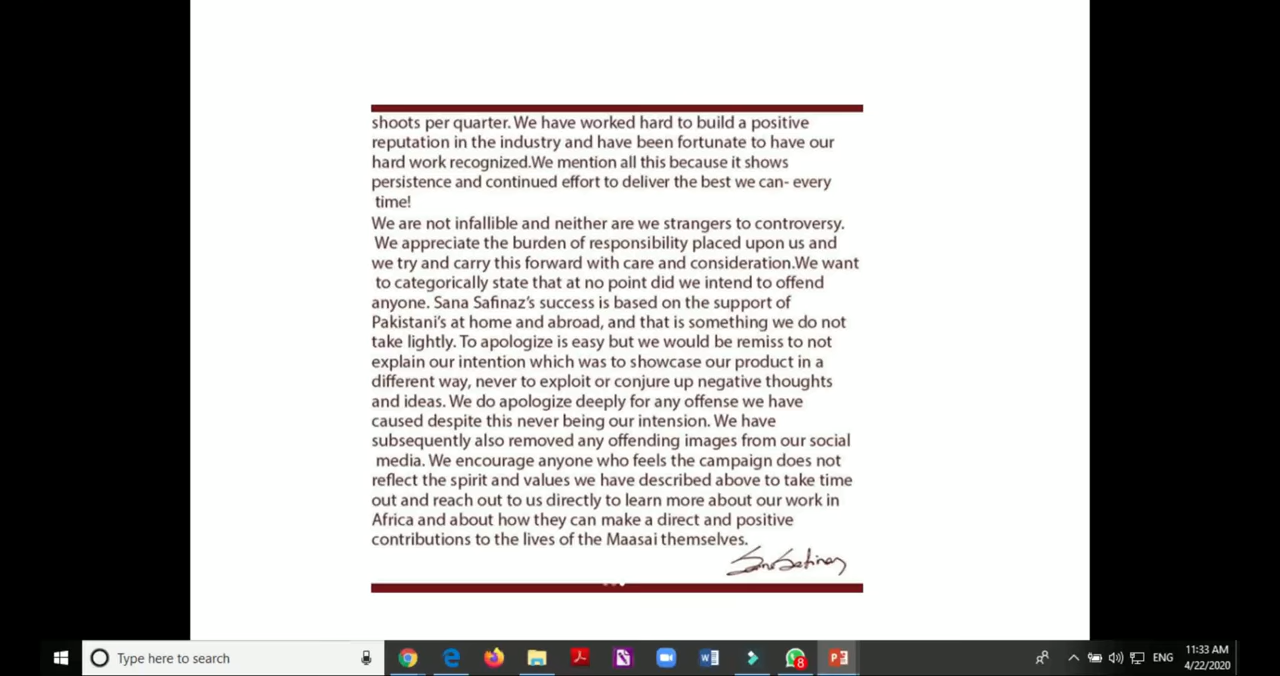 shoots per quarter. We have worked hard to build a positive
reputation in the industry and have been fortunate to have our
hard work recognized.We mention all this because it shows
persistence and continued effort to deliver the best we can- every
time!
We are not infallible and neither are we strangers to controversy.
We appreciate the burden of responsibility placed upon us and
we try and carry this forward with care and consideration.We want
to categorically state that at no point did we intend to offend
anyone. Sana Safinaz's success is based on the support of
Pakistani's at home and abroad, and that is something we do not
take lightly. To apologize is easy but we would be remiss to not
explain our intention which was to showcase our product in a
different way, never to exploit or conjure up negative thoughts
and ideas. We do apologize deeply for any offense we have
caused despite this never being our intension. We have
subsequently also removed any offending images from our social
media. We encourage anyone who feels the campaign does not
reflect the spirit and values we have described above to take time
out and reach out to us directly to learn more about our work in
Africa and about how they can make a direct and positive
contributions to the lives of the Maasai themselves.
Sana Safinaz
Type here to search
8
ENG
11:33 AM
4/22/2020